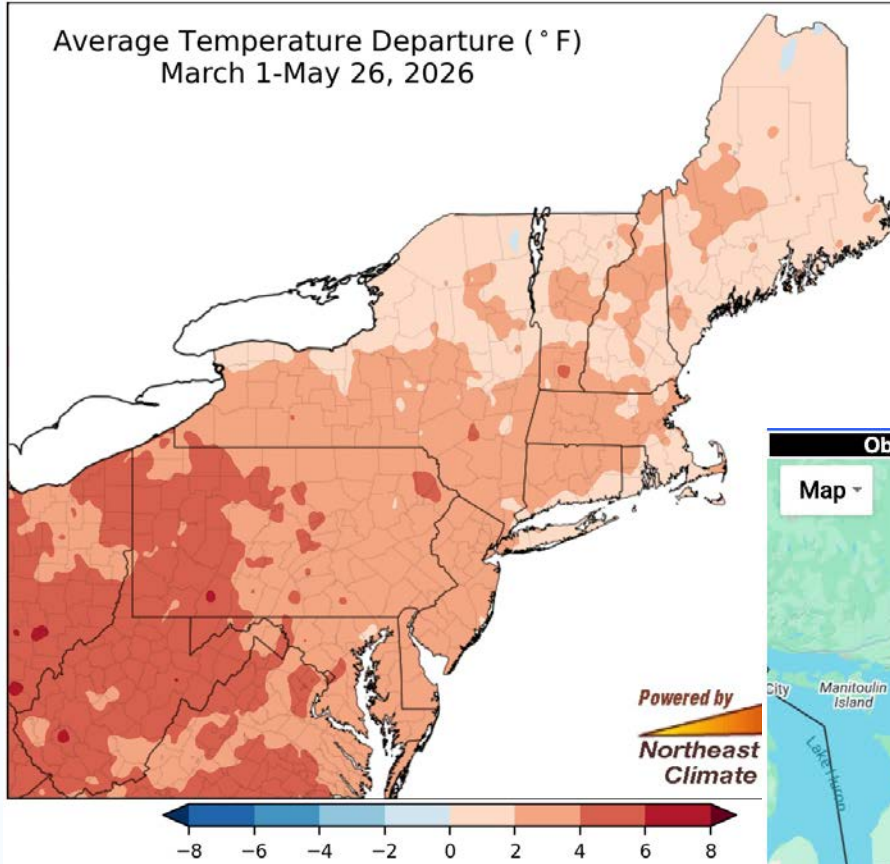 Average Temperature Departure (°F)
March 1-May 26, 2026
Ob
Map
City
Manitoulin
Island
Lake Huron
Powered by
Northeast
Climate
−8 −6 −4 −2 0 2 4 6 8